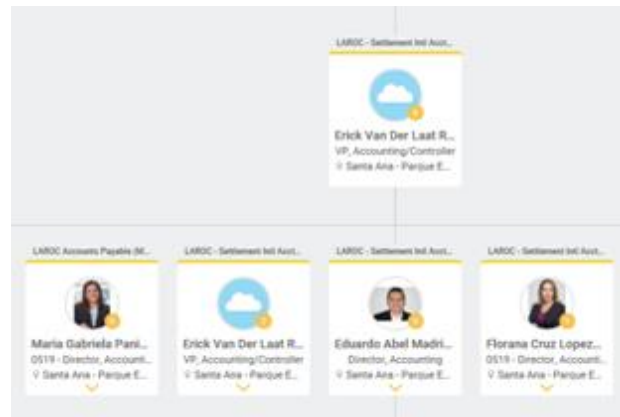 LAROC - Settlement Intl Acct...
Erick Van Der Laat R...
VP, Accounting/Controller
Santa Ana - Parque E...
LAROC Accounts Payable (M...
Maria Gabriela Pani...
0519 - Director, Accounti...
Santa Ana - Parque E...
LAROC - Settlement Intl Acct...
Erick Van Der Laat R...
VP, Accounting/Controller
Santa Ana - Parque E...
LAROC - Settlement Intl Acct...
Eduardo Abel Madri...
Director, Accounting
Santa Ana - Parque E...
LAROC - Settlement Intl Acct...
Florana Cruz Lopez...
0519 - Director, Accounti...
Santa Ana - Parque E...